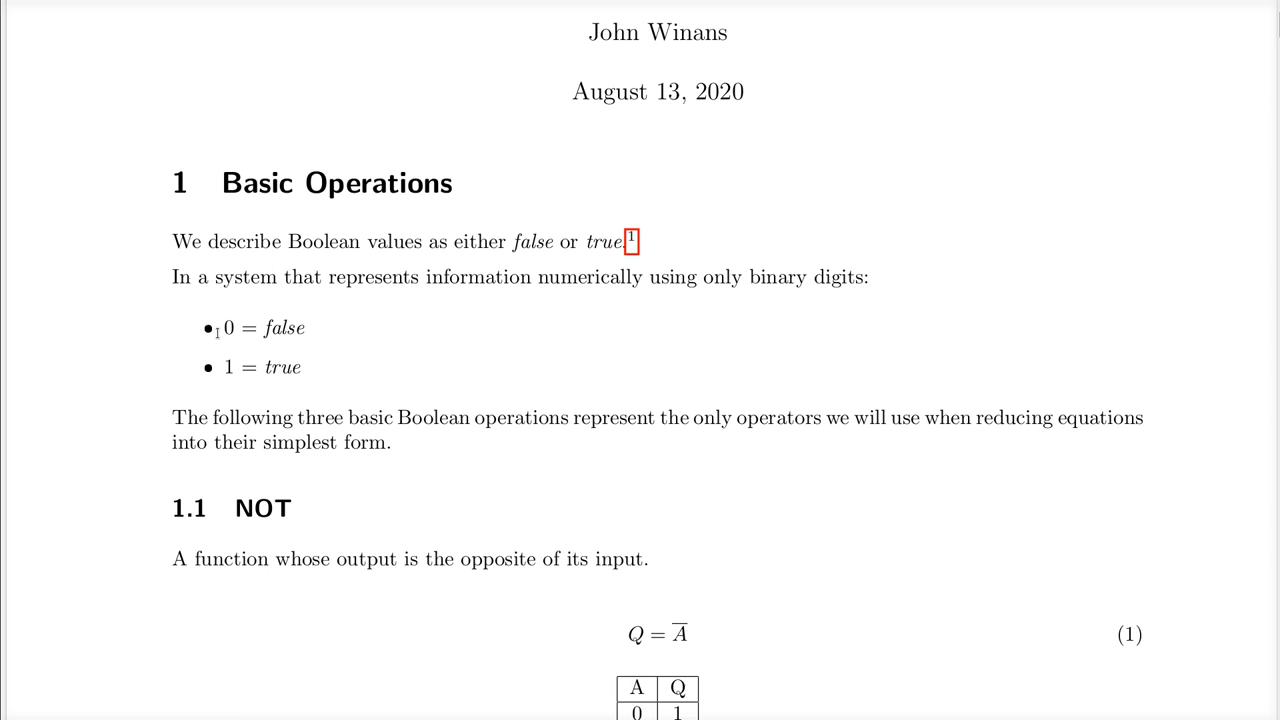 John Winans
August 13, 2020
1 Basic Operations
We describe Boolean values as either false or true.¹
In a system that represents information numerically using only binary digits:
• 0 = false
• 1 = true
The following three basic Boolean operations represent the only operators we will use when reducing equations
into their simplest form.
1.1 NOT
A function whose output is the opposite of its input.
Q = A̅ (1)
A Q
0 1